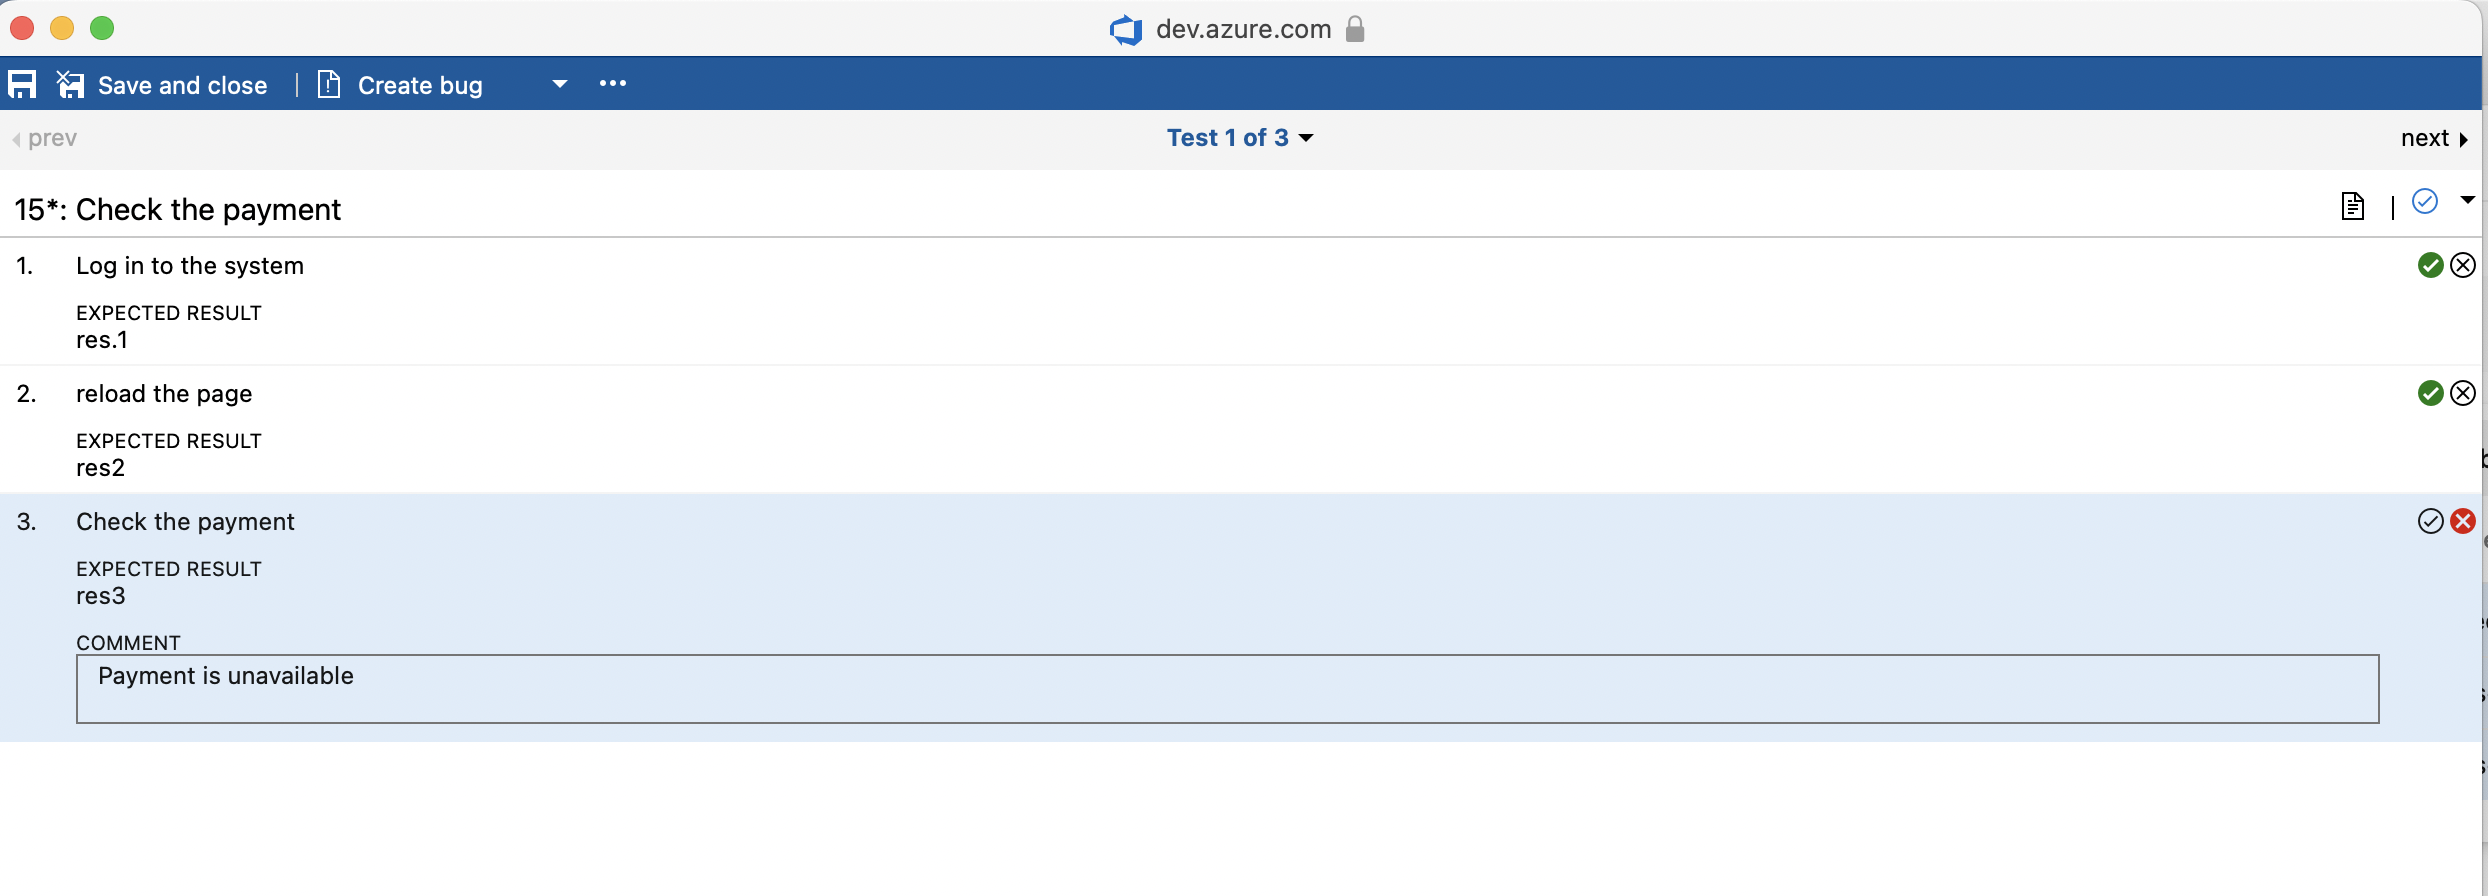 dev.azure.com
Save and close | Create bug
prev
Test 1 of 3
next
15*: Check the payment
1. Log in to the system
EXPECTED RESULT
res.1
2. reload the page
EXPECTED RESULT
res2
3. Check the payment
EXPECTED RESULT
res3
COMMENT
Payment is unavailable